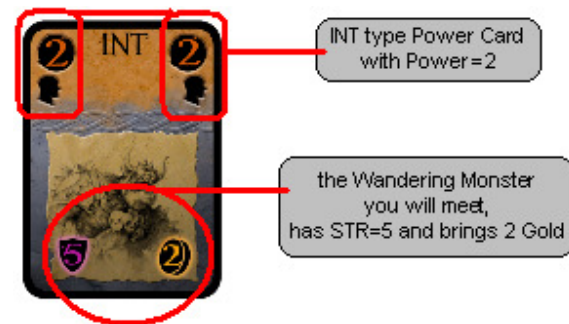 2 INT 2
INT type Power Card
with Power=2
the Wandering Monster
you will meet,
has STR=5 and brings 2 Gold
5 2